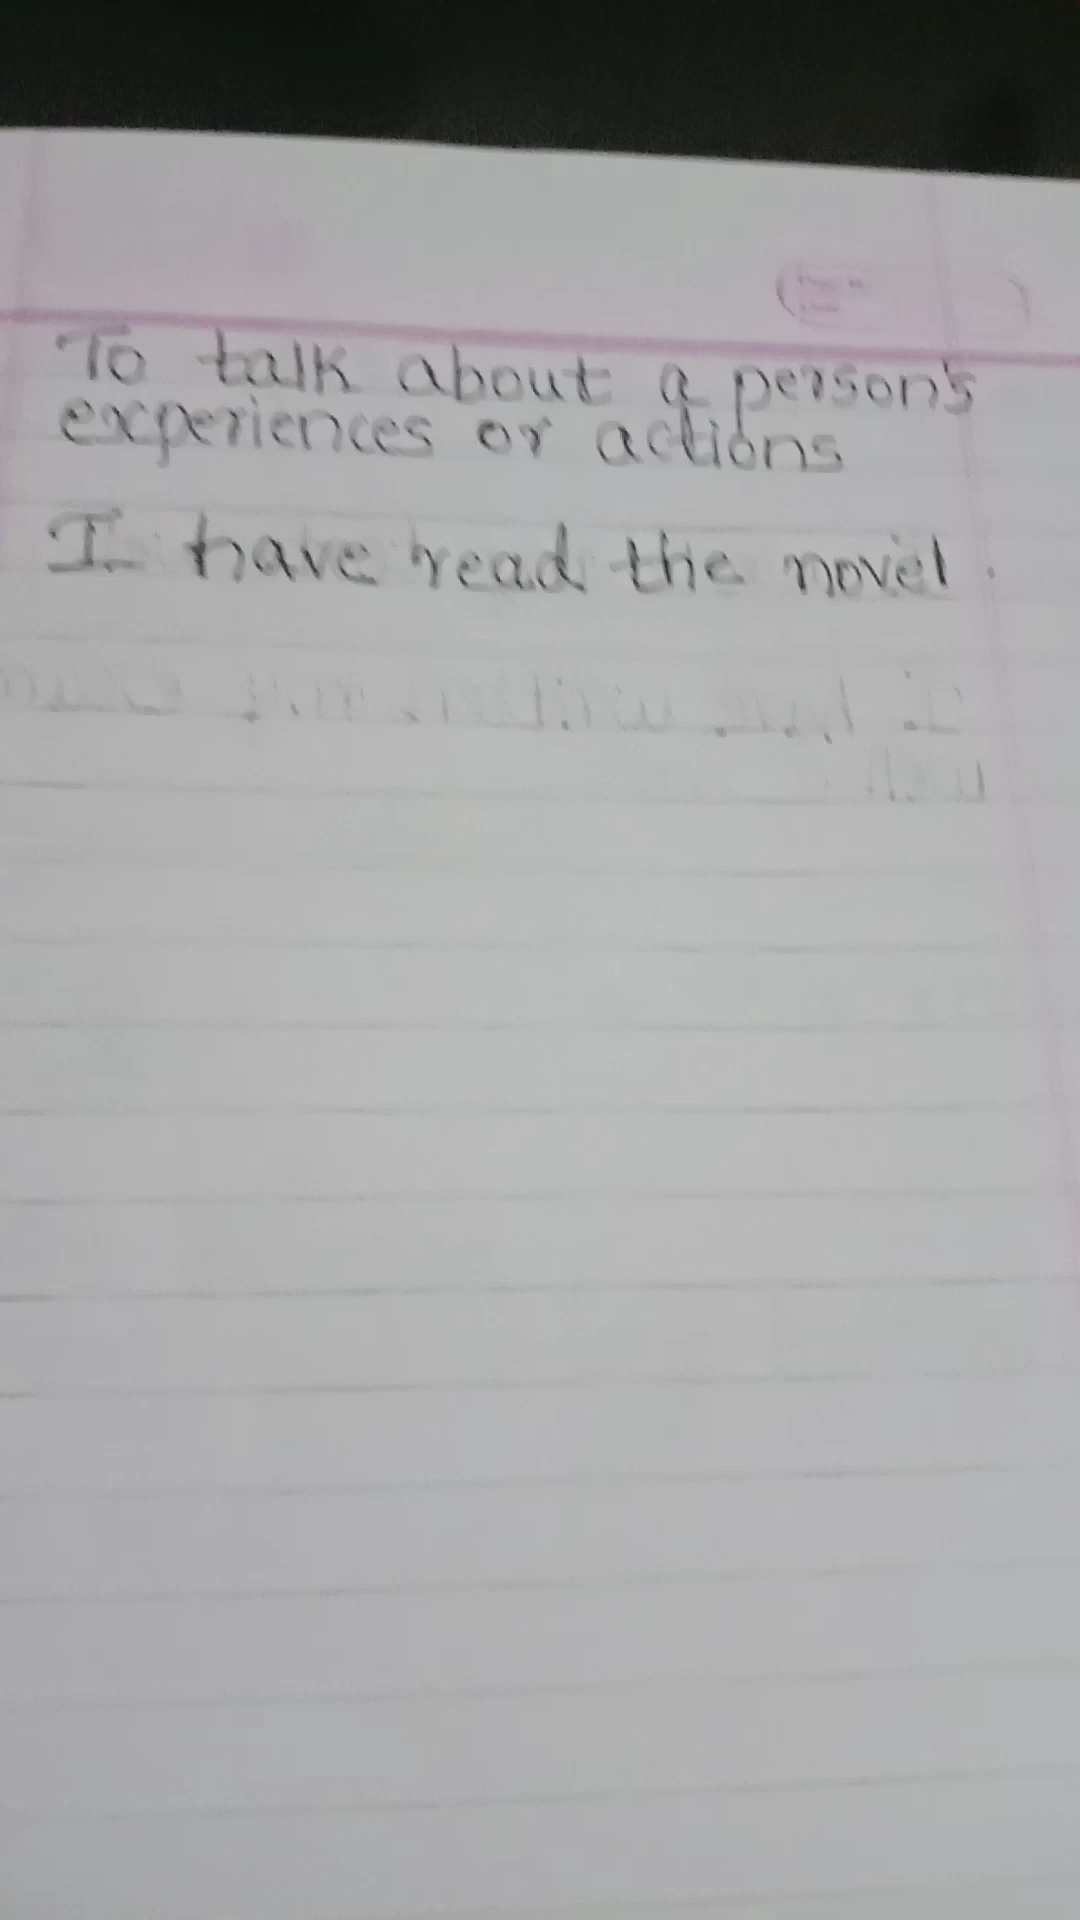 To talk about a person's
experiences or actions
I have read the novel.